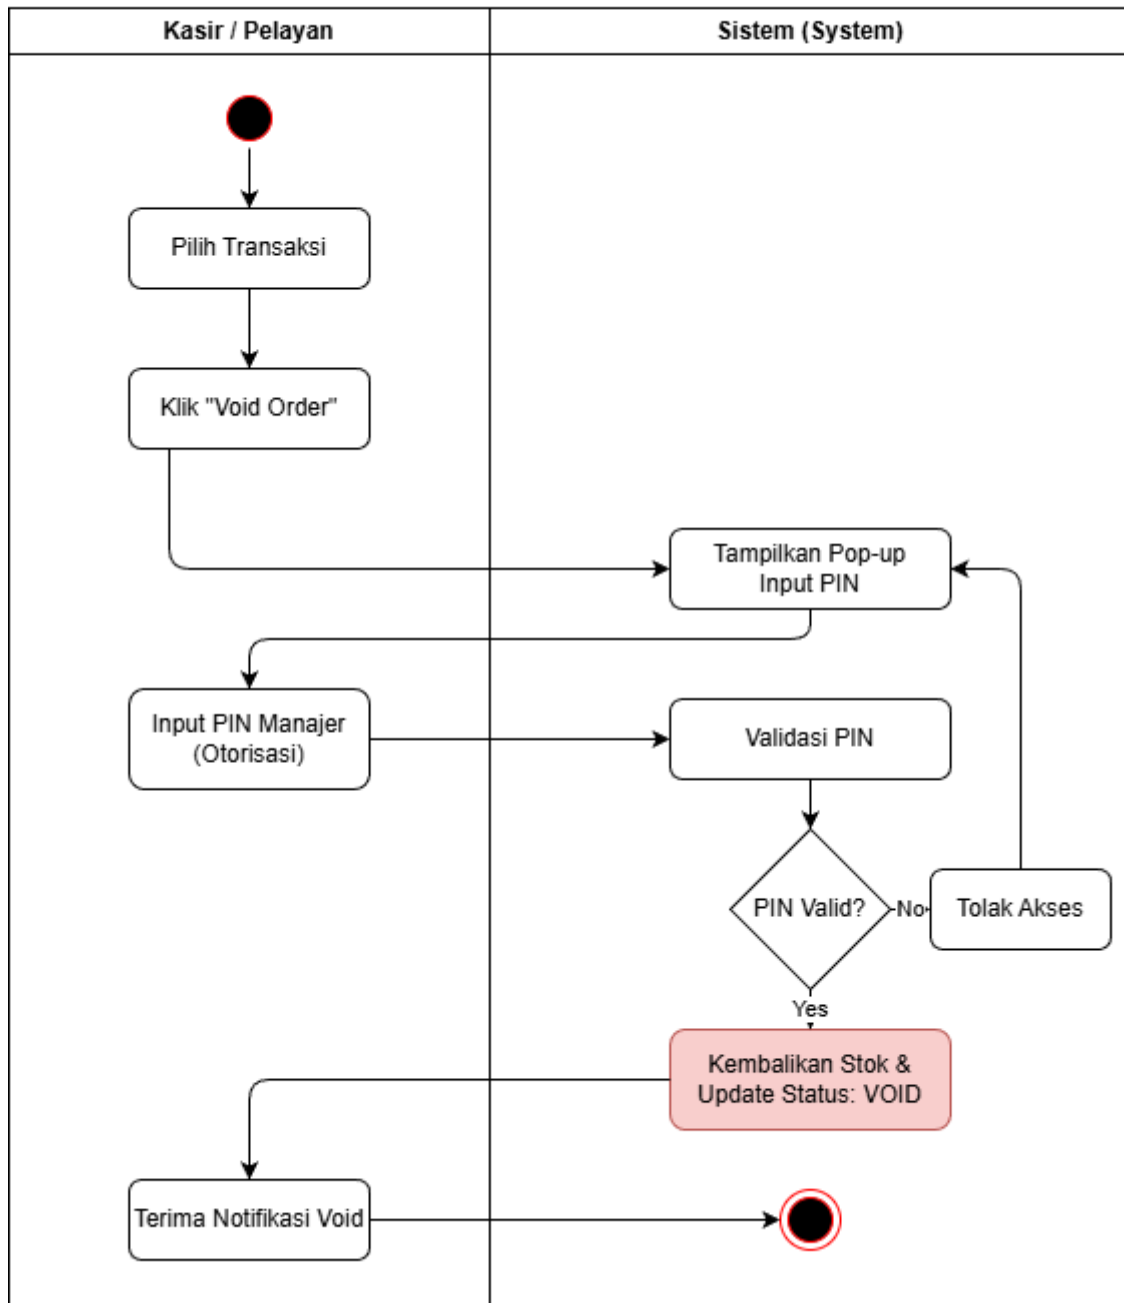 Kasir / Pelayan
Sistem (System)
Pilih Transaksi
Klik "Void Order"
Tampilkan Pop-up
Input PIN
Input PIN Manajer
(Otorisasi)
Validasi PIN
PIN Valid?
No
Tolak Akses
Yes
Kembalikan Stok &
Update Status: VOID
Terima Notifikasi Void